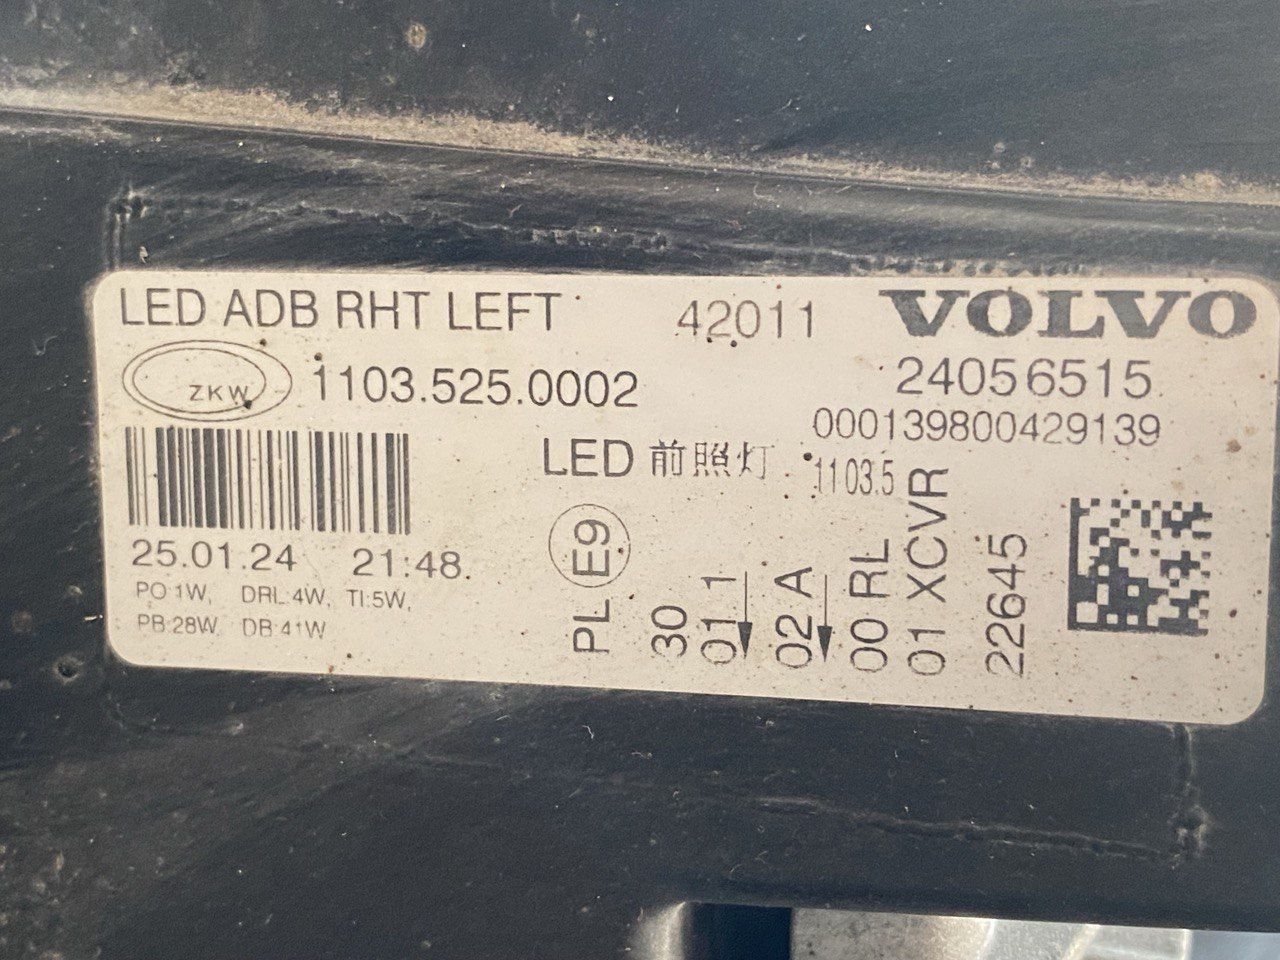 LED ADB RHT LEFT 42011 VOLVO
ZKW 1103.525.0002 24056515
000139800429139
LED 前照灯 1103.5
25.01.24 21:48
PO:1W, DRL:4W, TI:5W,
PB:28W DB:41W
PL E9
30
01 1
02 A
00 RL
01 XCVR
22645